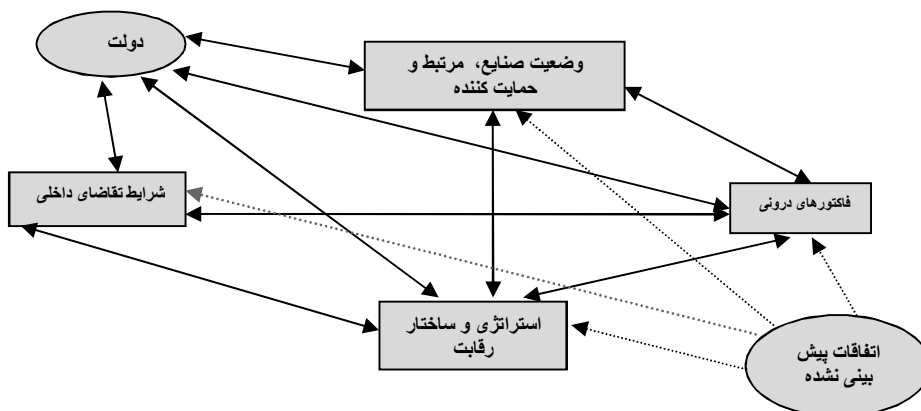 دولت
وضعیت صنایع، مرتبط و
حمایت کننده
شرایط تقاضای داخلی
فاکتورهای درونی
استراتژی و ساختار
رقابت
اتفاقات پیش
بینی نشده